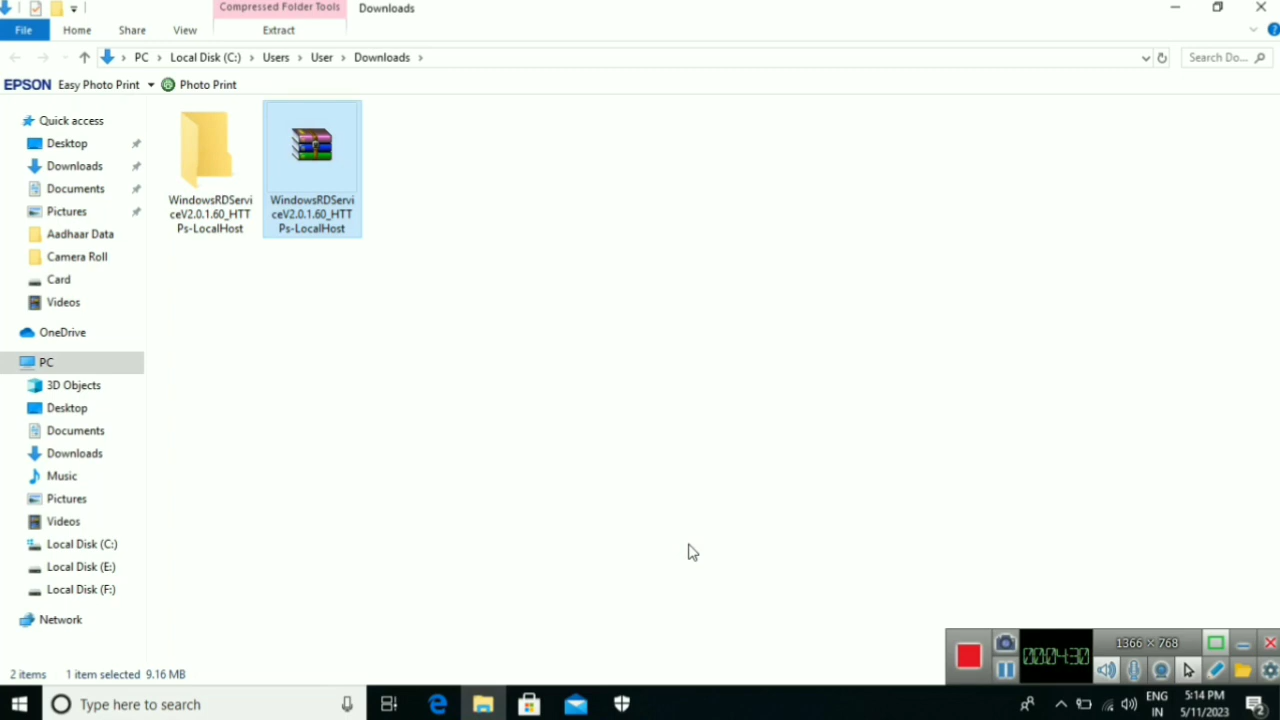 Compressed Folder Tools
Downloads
File
Home
Share
View
Extract
PC
Local Disk (C:)
Users
User
Downloads
Search Do...
EPSON
Easy Photo Print
Photo Print
Quick access
Desktop
Downloads
Documents
Pictures
Aadhaar Data
Camera Roll
Card
Videos
OneDrive
PC
3D Objects
Desktop
Documents
Downloads
Music
Pictures
Videos
Local Disk (C:)
Local Disk (E:)
Local Disk (F:)
Network
WindowsRDServi
ceV2.0.1.60_HTT
Ps-LocalHost
WindowsRDServi
ceV2.0.1.60_HTT
Ps-LocalHost
2 items
1 item selected 9.16 MB
1366 × 768
00:04:30
Type here to search
ENG
IN
5:14 PM
5/11/2023
2